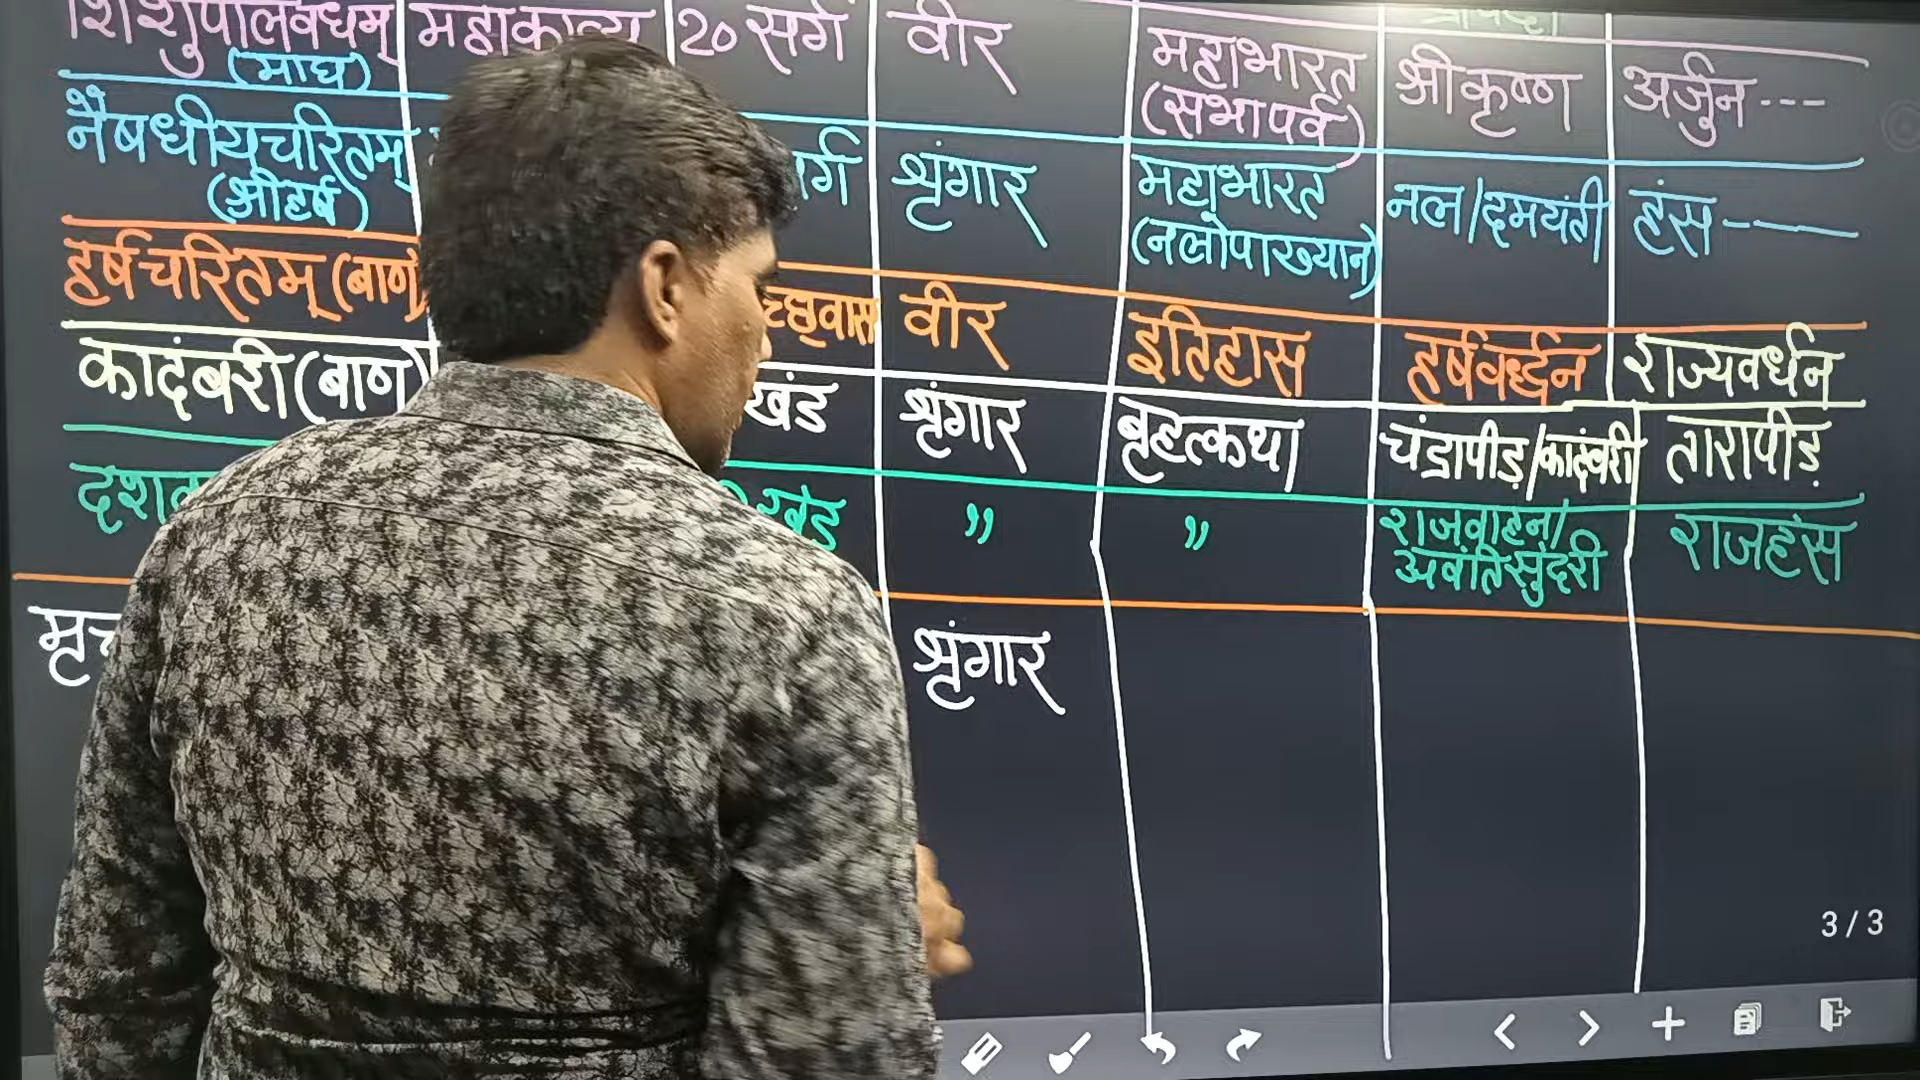 शिशुपालवधम् महाकाव्य 20 सर्ग वीर महाभारत श्रीकृष्ण अर्जुन ---
(माघ) (सभापर्व)
नैषधीयचरितम् शृंगार महाभारत नल/दमयंती हंस -
(श्रीहर्ष) (नलोपाख्यान)
हर्षचरितम् (बाण) च्छवास वीर इतिहास हर्षवर्द्धन राज्यवर्धन
कादंबरी (बाण) खंड शृंगार बृहत्कथा चंद्रापीड़/कादंबरी तारापीड़
खंड " " राजवाहन/ राजहंस
अवंतिसुंदरी
शृंगार
3/3